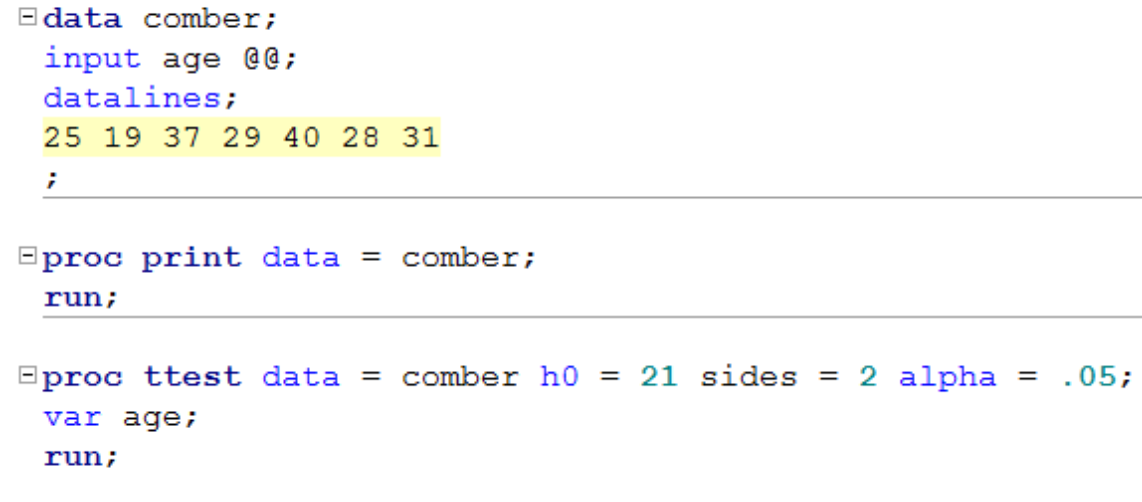 data comber;
input age @@;
datalines;
25 19 37 29 40 28 31
;
proc print data = comber;
run;
proc ttest data = comber h0 = 21 sides = 2 alpha = .05;
var age;
run;